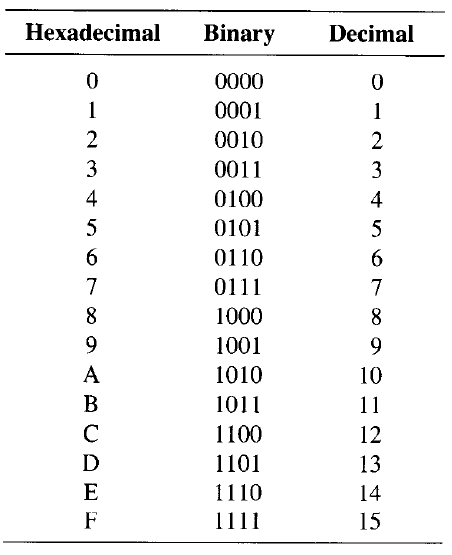 Hexadecimal Binary Decimal
0 0000 0
1 0001 1
2 0010 2
3 0011 3
4 0100 4
5 0101 5
6 0110 6
7 0111 7
8 1000 8
9 1001 9
A 1010 10
B 1011 11
C 1100 12
D 1101 13
E 1110 14
F 1111 15